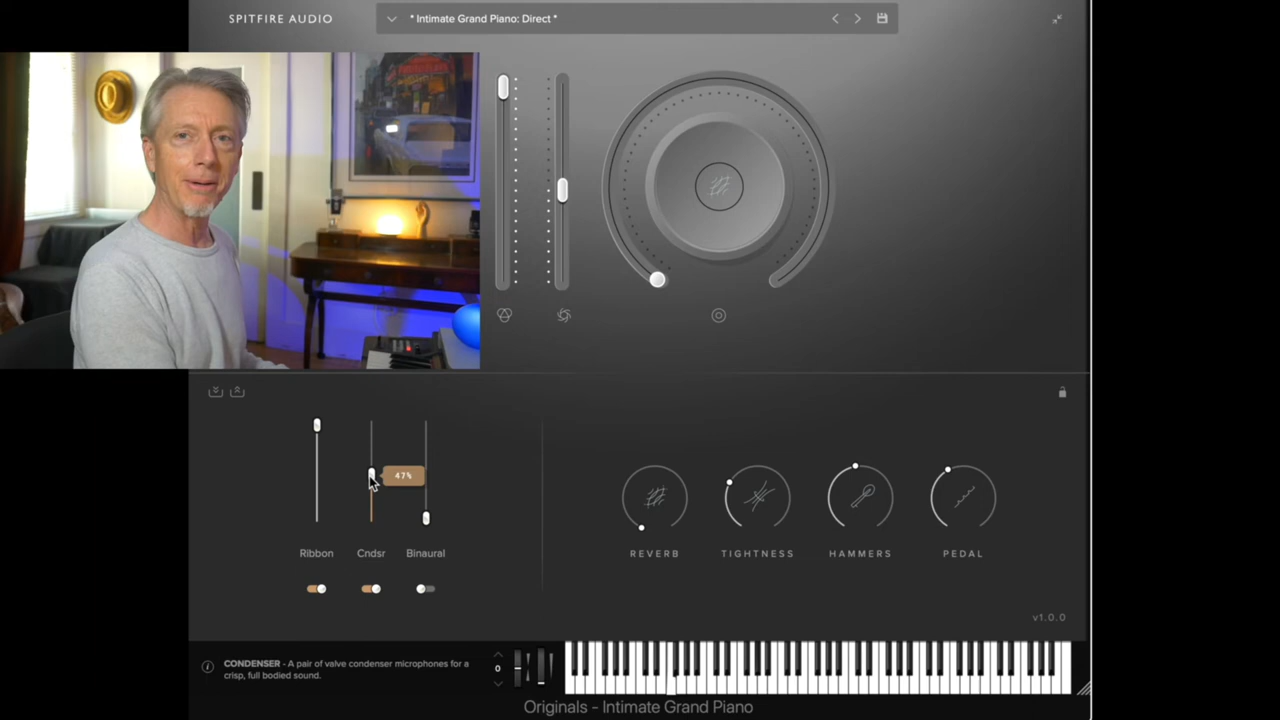 SPITFIRE AUDIO
* Intimate Grand Piano: Direct *
47%
Ribbon
Cndsr
Binaural
REVERB
TIGHTNESS
HAMMERS
PEDAL
v1.0.0
CONDENSER - A pair of valve condenser microphones for a
crisp, full bodied sound.
0
Originals - Intimate Grand Piano